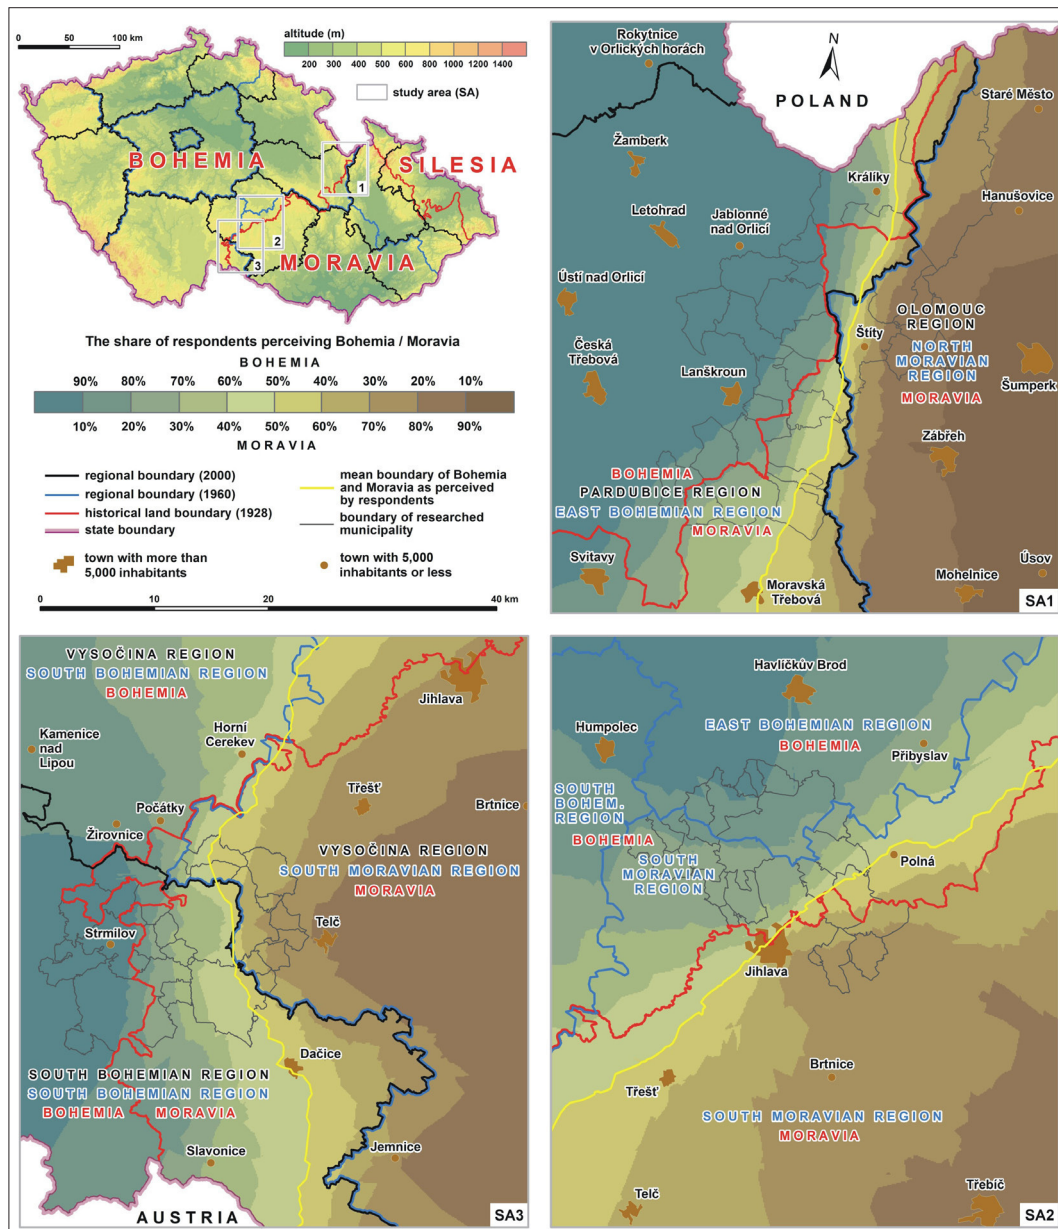 0 50 100 km
altitude (m)
200 400 600 800 1000 1200 1400
study area (SA)
BOHEMIA
SILESIA
MORAVIA
1
2
3
The share of respondents perceiving Bohemia / Moravia
BOHEMIA
90% 80% 70% 60% 50% 40% 30% 20% 10%
10% 20% 30% 40% 50% 60% 70% 80% 90%
MORAVIA
regional boundary (2000)
regional boundary (1960)
historical land boundary (1928)
state boundary
mean boundary of Bohemia
and Moravia as perceived
by respondents
boundary of researched
municipality
town with more than
5,000 inhabitants
town with 5,000
inhabitants or less
0 10 20 40 km
Rokytnice
v Orlických horách
N
POLAND
Staré Město
Žamberk
Králíky
Hanušovice
Letohrad
Jablonné
nad Orlicí
Ústí nad Orlicí
OLOMOUC
REGION
Štíty
NORTH
MORAVIAN
REGION
Česká
Třebová
Lanškroun
Šumperk
MORAVIA
Zábřeh
BOHEMIA
PARDUBICE REGION
EAST BOHEMIAN REGION
MORAVIA
Svitavy
Moravská
Třebová
Mohelnice
Úsov
SA1
VYSOČINA REGION
SOUTH BOHEMIAN REGION
BOHEMIA
Jihlava
Kamenice
nad
Lipou
Horní
Cerekev
Třešť
Počátky
Brtnice
Žirovnice
VYSOČINA REGION
SOUTH MORAVIAN REGION
MORAVIA
Telč
Strmilov
Dačice
SOUTH BOHEMIAN REGION
SOUTH BOHEMIAN REGION
BOHEMIA MORAVIA
Slavonice
Jemnice
AUSTRIA
SA3
Havlíčkův Brod
Humpolec
EAST BOHEMIAN REGION
BOHEMIA
Přibyslav
SOUTH
BOHEM.
REGION
BOHEMIA
SOUTH
MORAVIAN
REGION
Polná
Jihlava
Třešť
Brtnice
SOUTH MORAVIAN REGION
MORAVIA
Telč
Třebíč
SA2